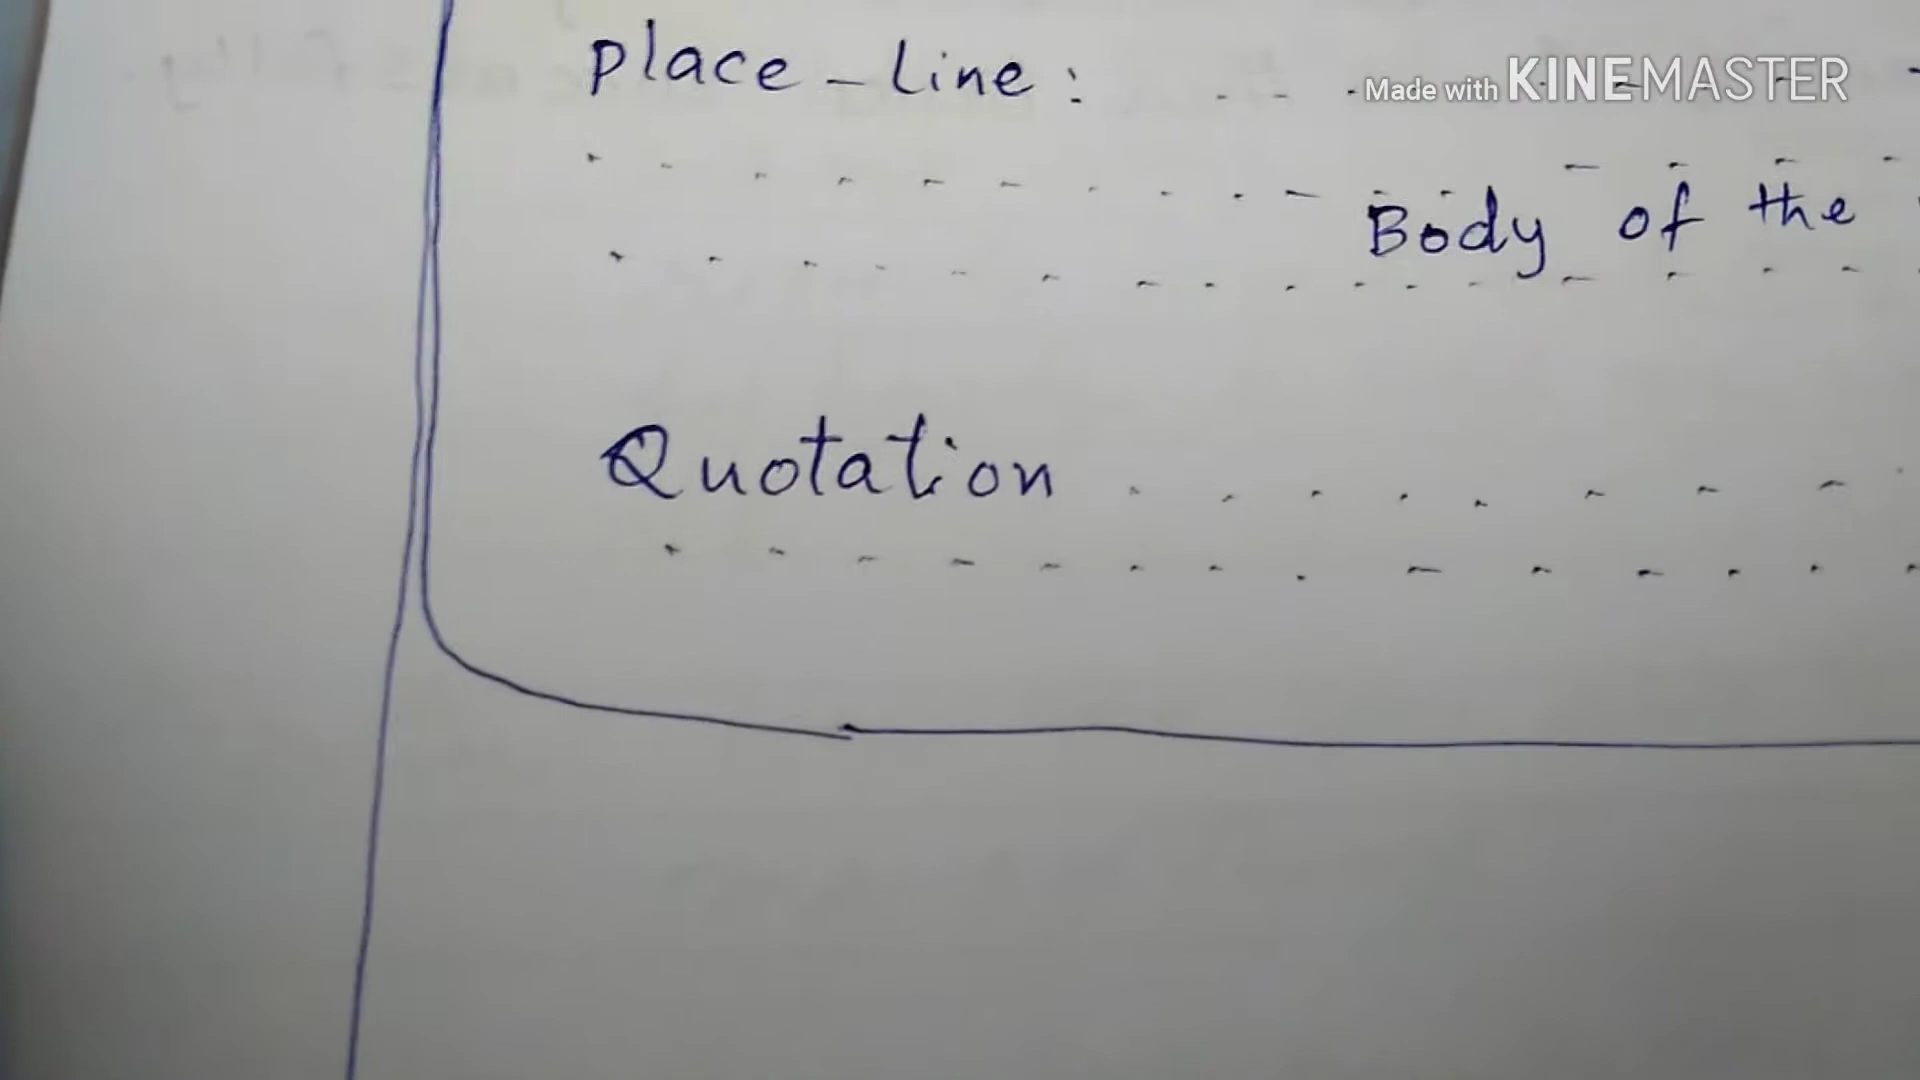 Place-Line:
Made with KINEMASTER
Body of the
Quotation